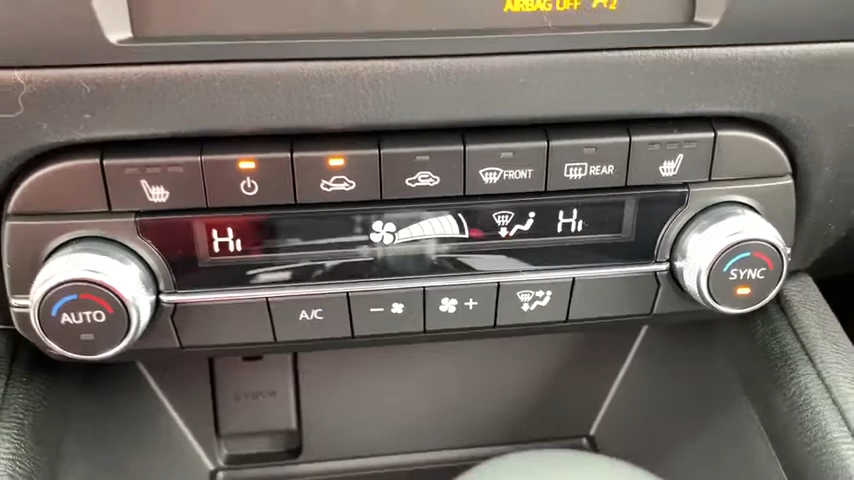 AIRBAG OFF
FRONT
REAR
Hi
Hi
AUTO
A/C
SYNC